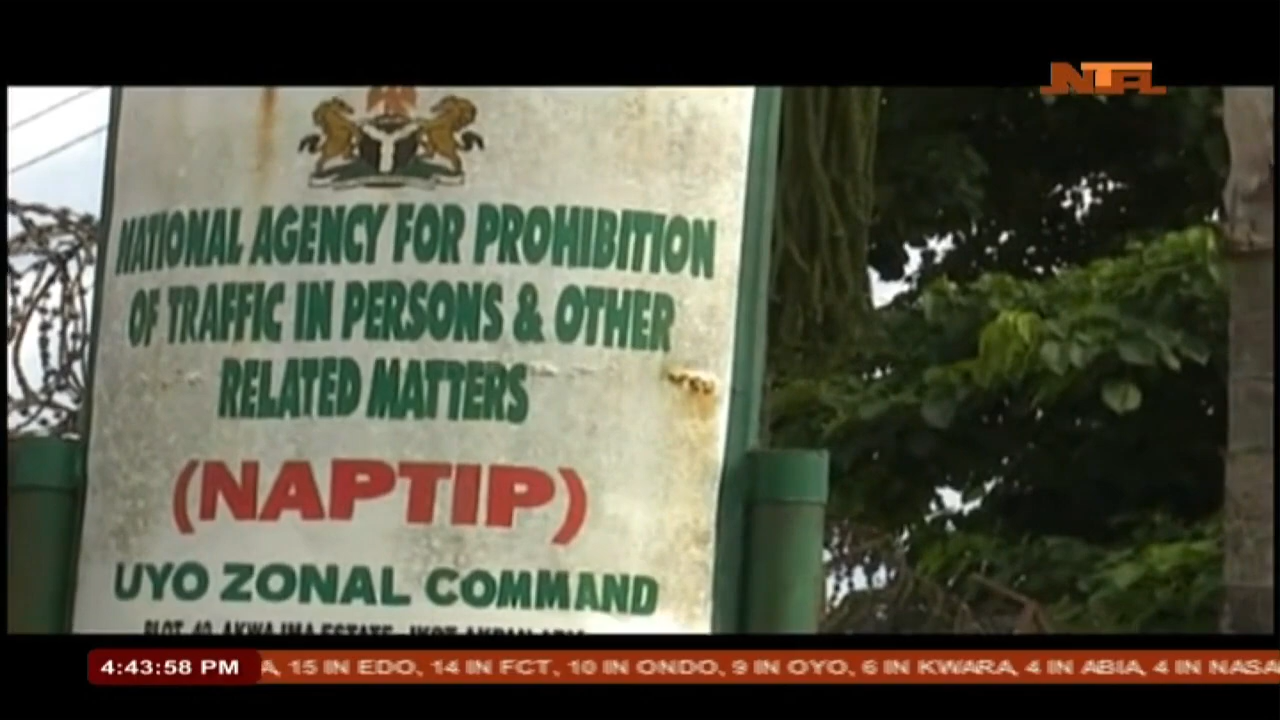 NTA
NATIONAL AGENCY FOR PROHIBITION
OF TRAFFIC IN PERSONS & OTHER
RELATED MATTERS
(NAPTIP)
UYO ZONAL COMMAND
4:43:58 PM
A, 15 IN EDO, 14 IN FCT, 10 IN ONDO, 9 IN OYO, 6 IN KWARA, 4 IN ABIA, 4 IN NASA